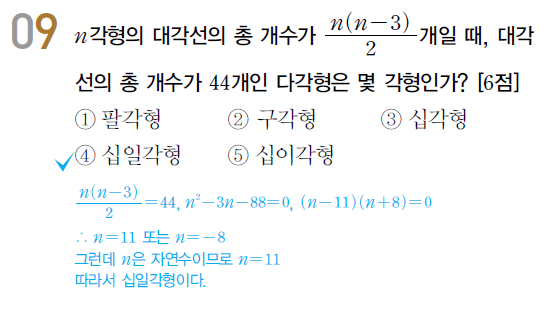 09 n각형의 대각선의 총 개수가 n(n-3)/2 개일 때, 대각
선의 총 개수가 44개인 다각형은 몇 각형인가? [6점]
① 팔각형 ② 구각형 ③ 십각형
④ 십일각형 ⑤ 십이각형
n(n-3)/2=44, n²-3n-88=0, (n-11)(n+8)=0
∴ n=11 또는 n=-8
그런데 n은 자연수이므로 n=11
따라서 십일각형이다.